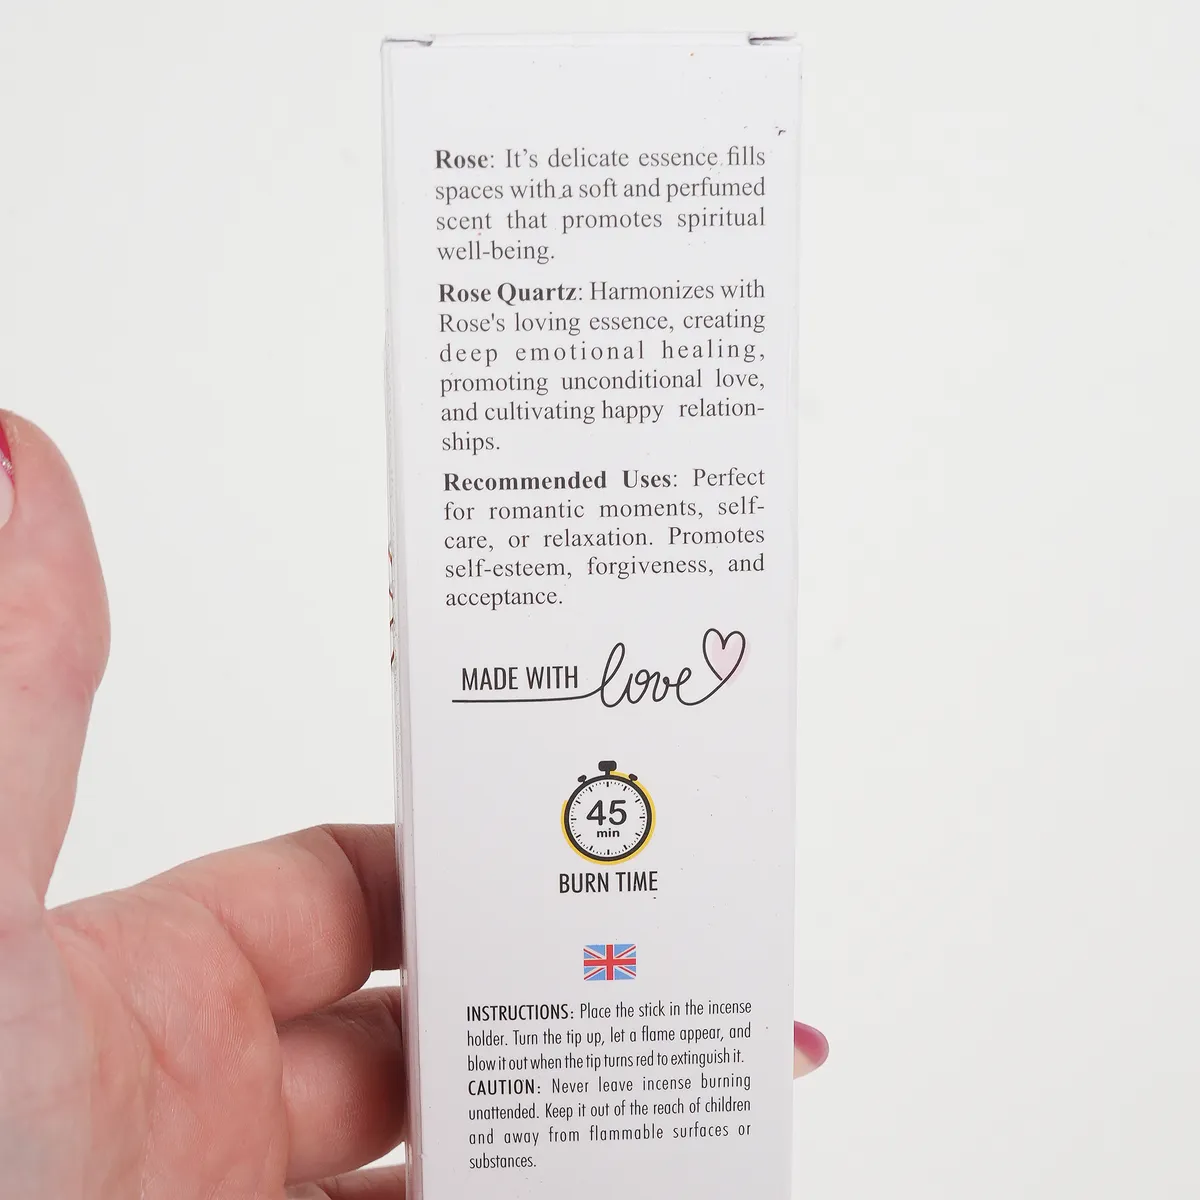 Rose: It's delicate essence fills
spaces with a soft and perfumed
scent that promotes spiritual
well-being.
Rose Quartz: Harmonizes with
Rose's loving essence, creating
deep emotional healing,
promoting unconditional love,
and cultivating happy relation-
ships.
Recommended Uses: Perfect
for romantic moments, self-
care, or relaxation. Promotes
self-esteem, forgiveness, and
acceptance.
MADE WITH love
45
min
BURN TIME
INSTRUCTIONS: Place the stick in the incense
holder. Turn the tip up, let a flame appear, and
blow it out when the tip turns red to extinguish it.
CAUTION: Never leave incense burning
unattended. Keep it out of the reach of children
and away from flammable surfaces or
substances.